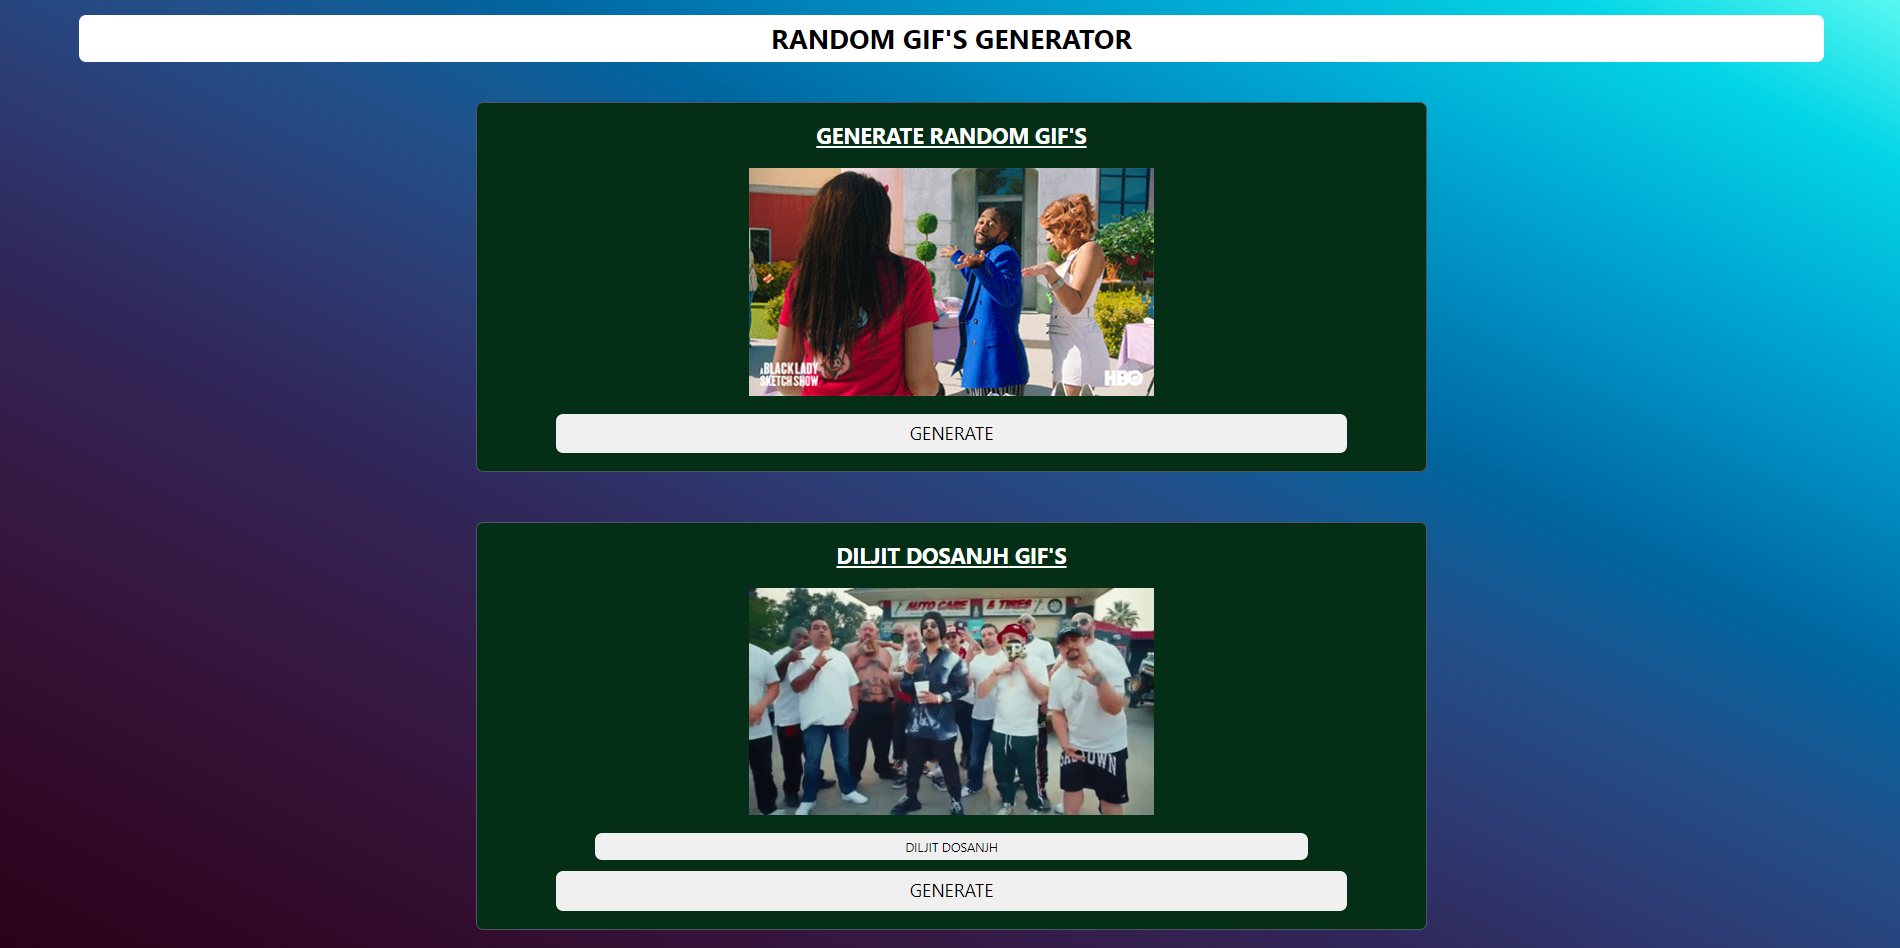 RANDOM GIF'S GENERATOR
GENERATE RANDOM GIF'S
A BLACK LADY
SKETCH SHOW
HBO
GENERATE
DILJIT DOSANJH GIF'S
AUTO CARE & TIRES
DILJIT DOSANJH
GENERATE